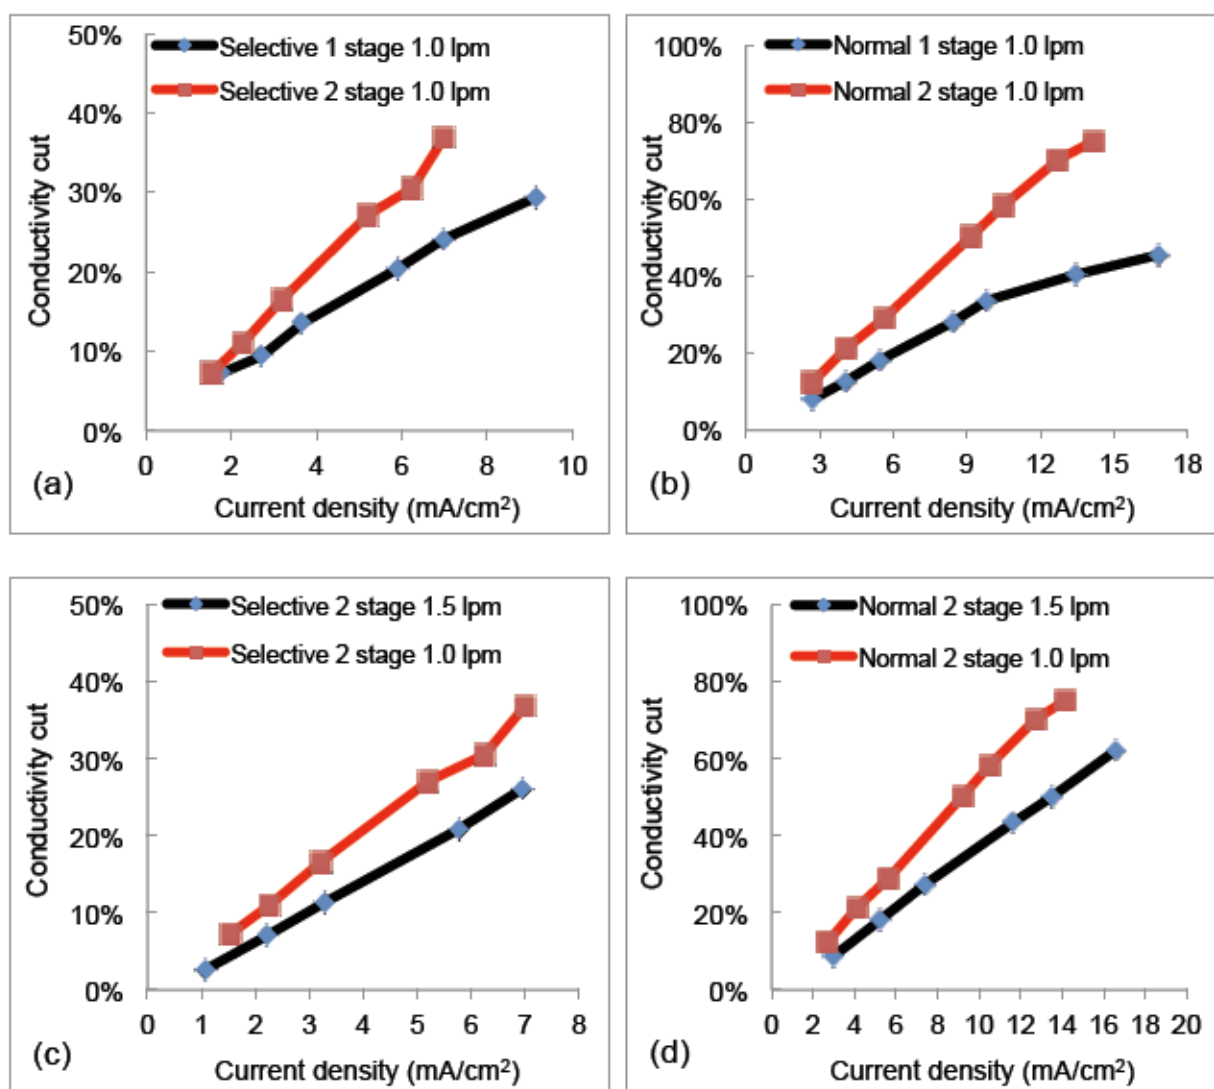 50%
Selective 1 stage 1.0 lpm
Selective 2 stage 1.0 lpm
40%
30%
20%
10%
0%
Conductivity cut
0 2 4 6 8 10
(a)
Current density (mA/cm²)
100%
Normal 1 stage 1.0 lpm
Normal 2 stage 1.0 lpm
80%
60%
40%
20%
0%
Conductivity cut
0 3 6 9 12 15 18
(b)
Current density (mA/cm²)
50%
Selective 2 stage 1.5 lpm
Selective 2 stage 1.0 lpm
40%
30%
20%
10%
0%
Conductivity cut
0 1 2 3 4 5 6 7 8
(c)
Current density (mA/cm²)
100%
Normal 2 stage 1.5 lpm
Normal 2 stage 1.0 lpm
80%
60%
40%
20%
0%
Conductivity cut
0 2 4 6 8 10 12 14 16 18 20
(d)
Current density (mA/cm²)